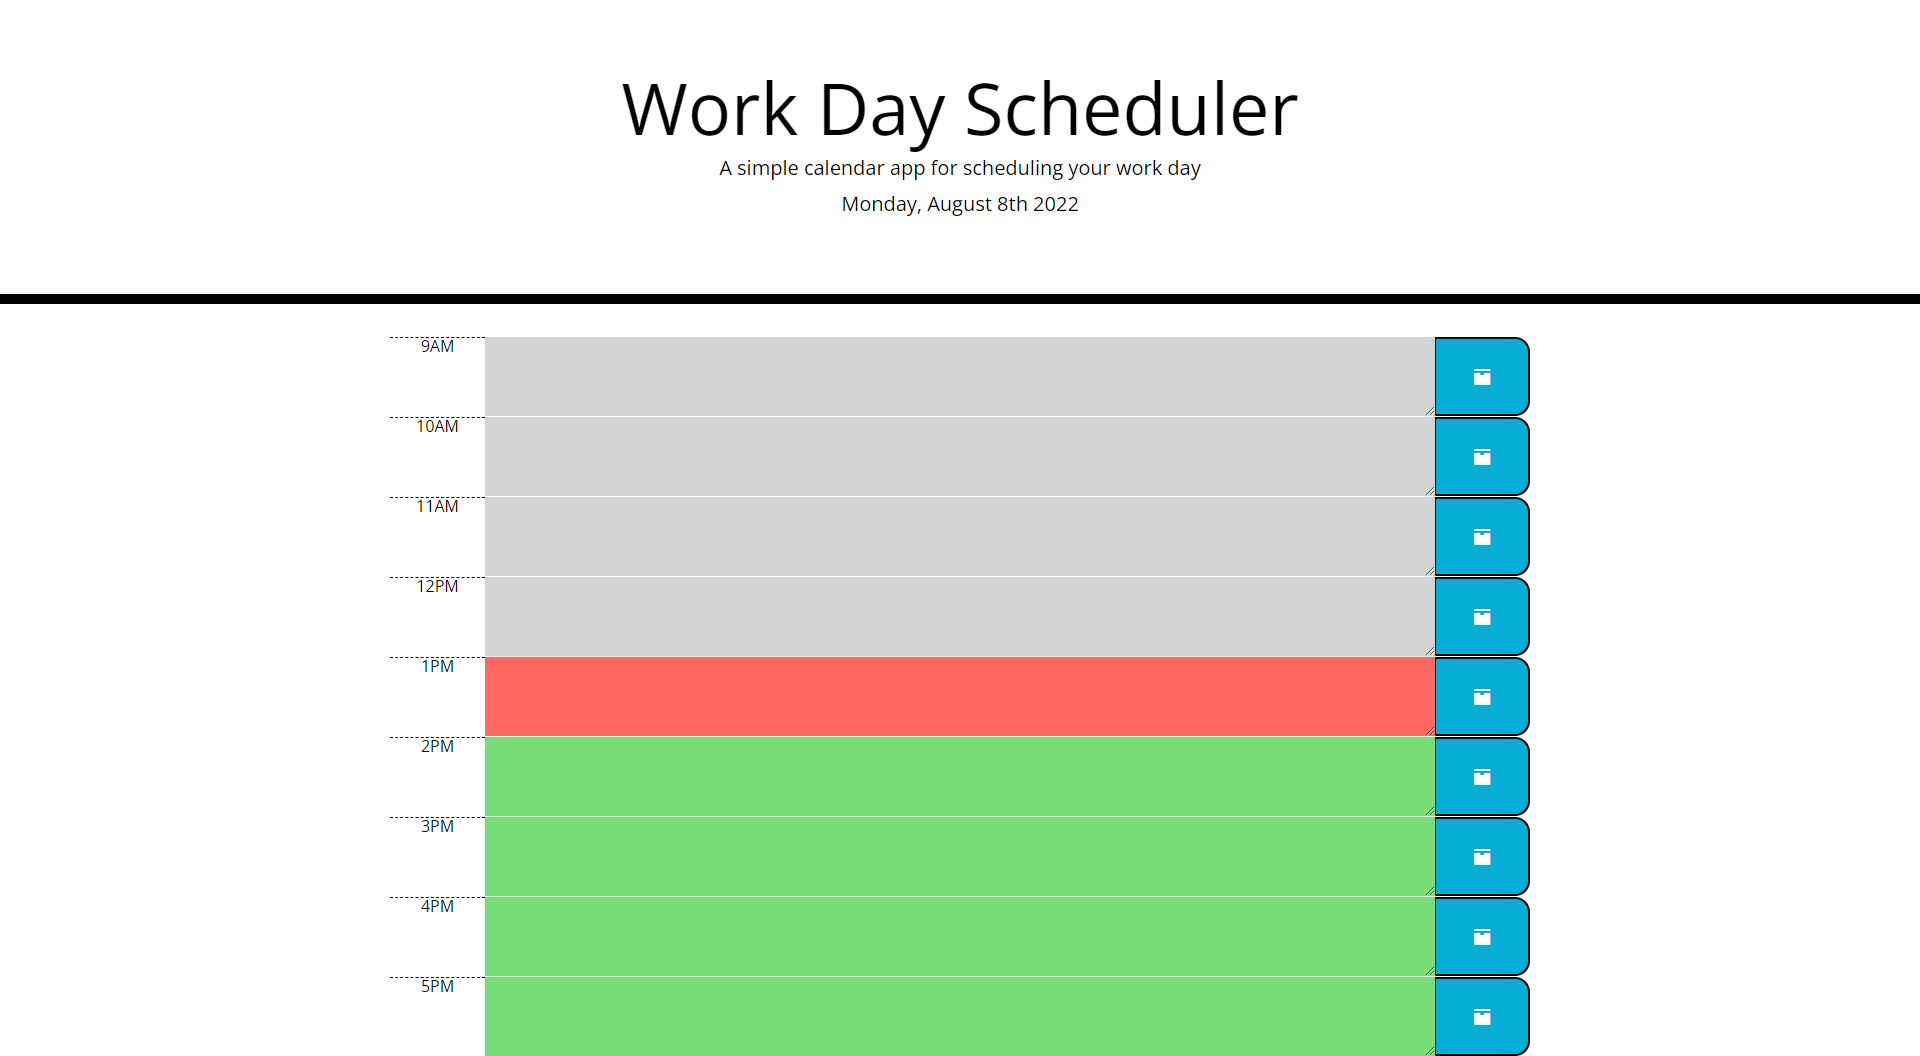 Work Day Scheduler
A simple calendar app for scheduling your work day
Monday, August 8th 2022
9AM
10AM
11AM
12PM
1PM
2PM
3PM
4PM
5PM